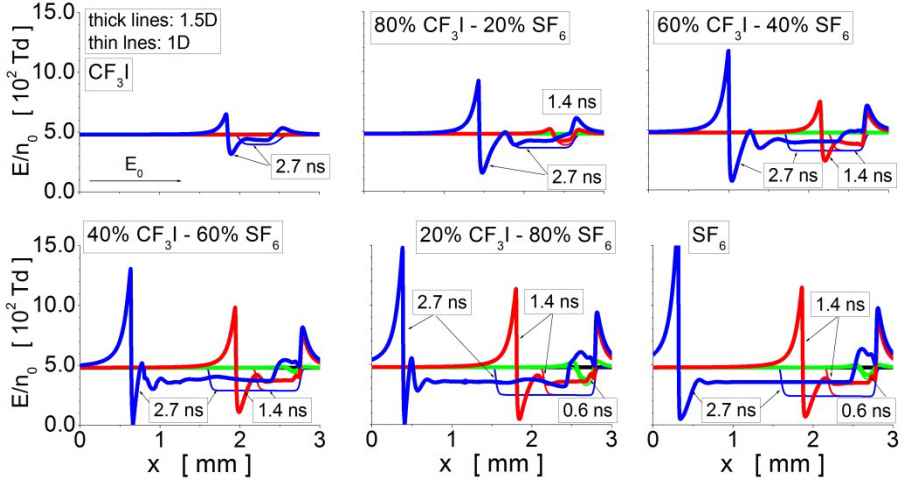 thick lines: 1.5D
thin lnes: 1D
CF3I
80% CF3I - 20% SF6
60% CF3I - 40% SF6
E/n0 [ 10^2 Td ]
15.0
10.0
5.0
0.0
E0
2.7 ns
1.4 ns
2.7 ns
2.7 ns
1.4 ns
40% CF3I - 60% SF6
20% CF3I - 80% SF6
SF6
E/n0 [ 10^2 Td ]
15.0
10.0
5.0
0.0
2.7 ns
1.4 ns
2.7 ns
1.4 ns
0.6 ns
1.4 ns
2.7 ns
0.6 ns
0 1 2 3
0 1 2 3
0 1 2 3
x [ mm ]
x [ mm ]
x [ mm ]